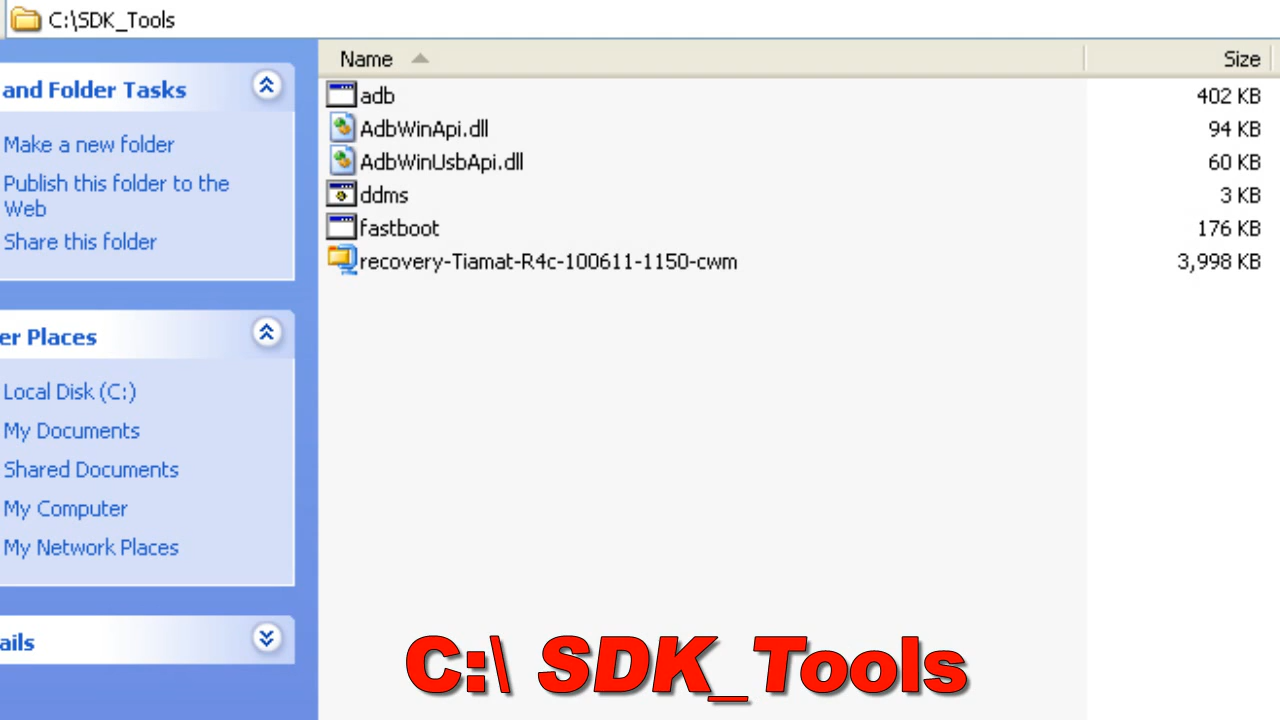 C:\SDK_Tools
Name Size
and Folder Tasks
Make a new folder
Publish this folder to the
Web
Share this folder
er Places
Local Disk (C:)
My Documents
Shared Documents
My Computer
My Network Places
ails
adb 402 KB
AdbWinApi.dll 94 KB
AdbWinUsbApi.dll 60 KB
ddms 3 KB
fastboot 176 KB
recovery-Tiamat-R4c-100611-1150-cwm 3,998 KB
C:\ SDK_Tools